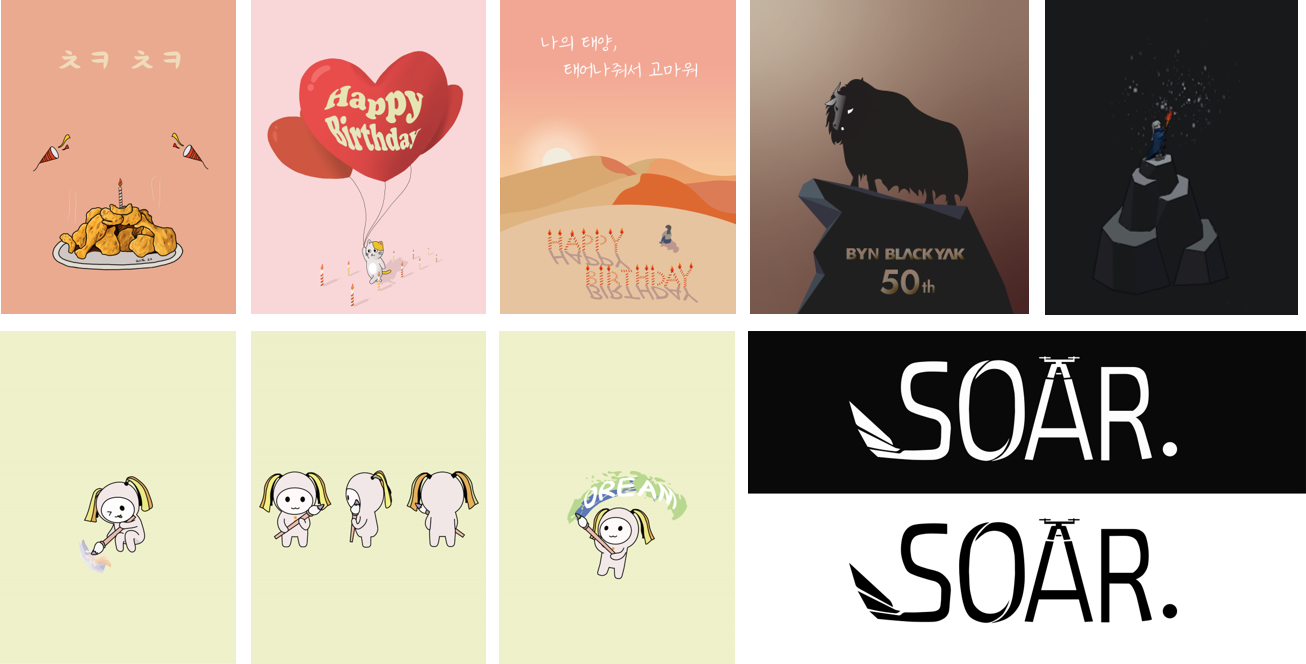 ㅊㅋ ㅊㅋ
Happy
Birthday
나의 태양,
태어나줘서 고마워
HAPPY
BIRTHDAY
BYN BLACKYAK
50th
DREAM
SOAR.
SOAR.